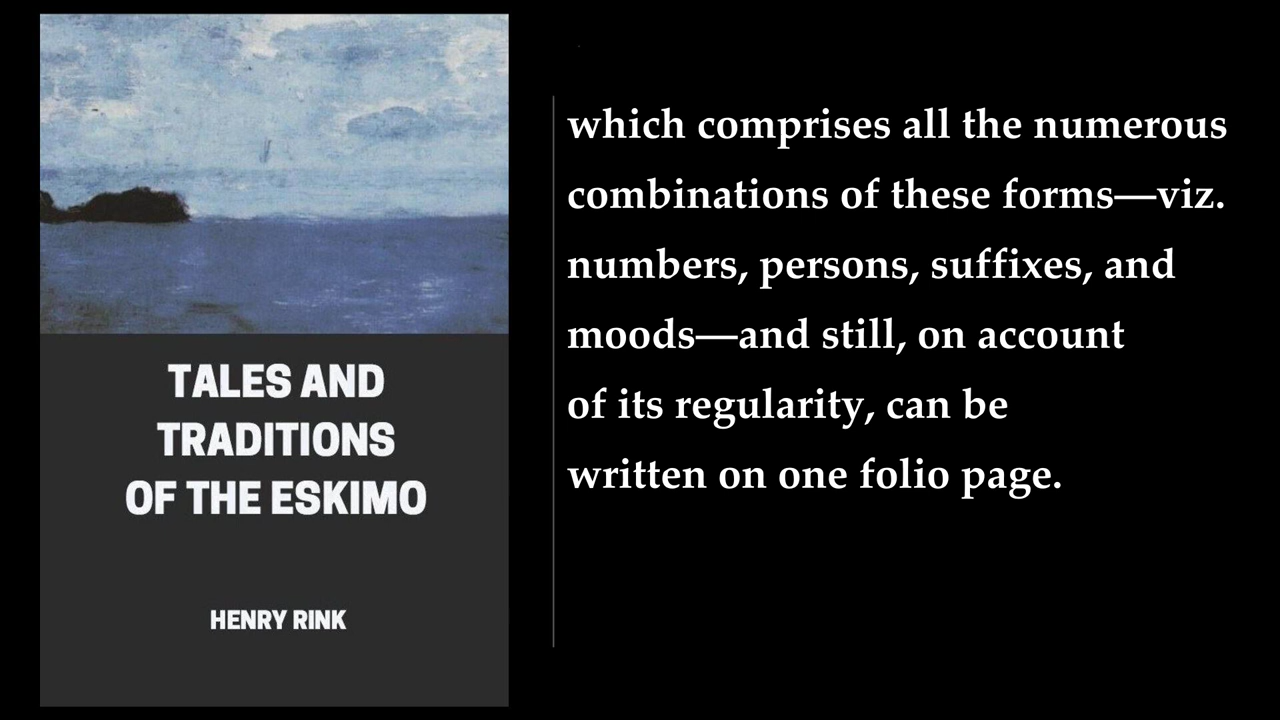 TALES AND
TRADITIONS
OF THE ESKIMO
HENRY RINK
which comprises all the numerous
combinations of these forms—viz.
numbers, persons, suffixes, and
moods—and still, on account
of its regularity, can be
written on one folio page.